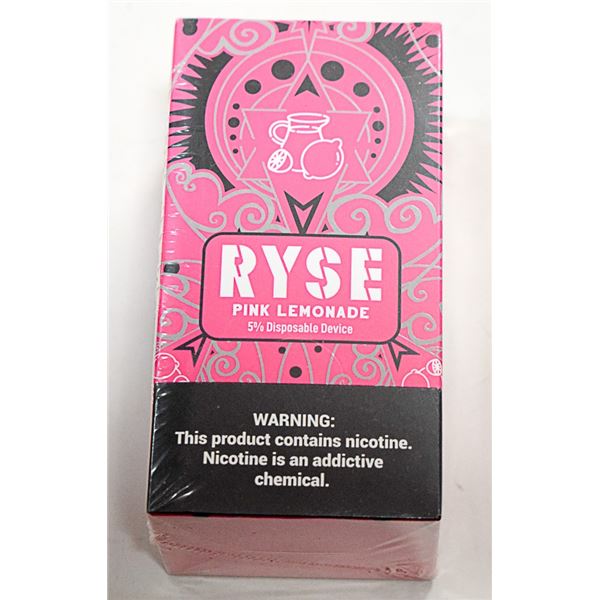 RYSE
PINK LEMONADE
5% Disposable Device
WARNING:
This product contains nicotine.
Nicotine is an addictive
chemical.